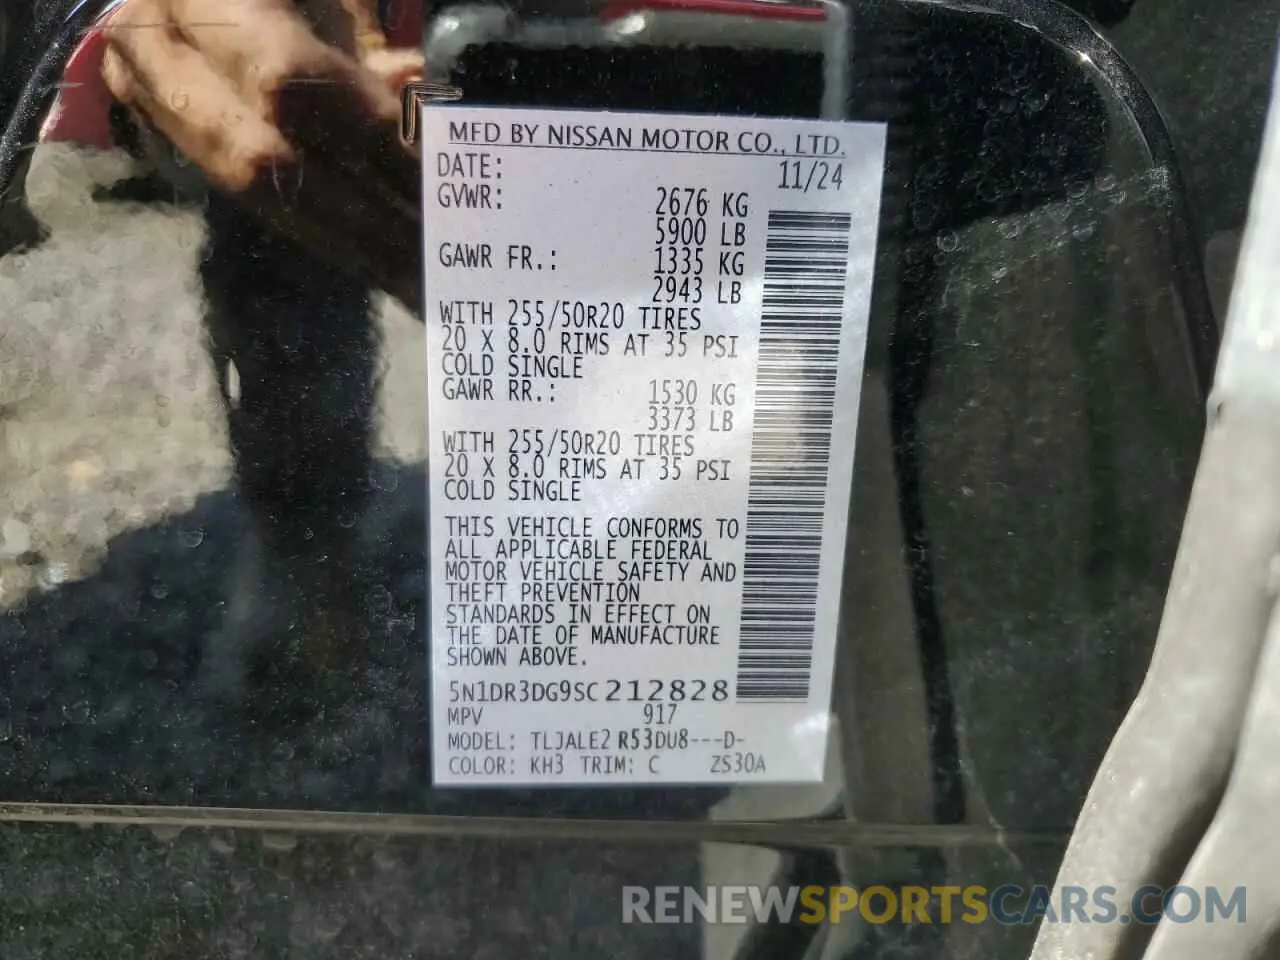 MFD BY NISSAN MOTOR CO., LTD.
DATE: 11/24
GVWR: 2676 KG
5900 LB
GAWR FR.: 1335 KG
2943 LB
WITH 255/50R20 TIRES
20 X 8.0 RIMS AT 35 PSI
COLD SINGLE
GAWR RR.: 1530 KG
3373 LB
WITH 255/50R20 TIRES
20 X 8.0 RIMS AT 35 PSI
COLD SINGLE
THIS VEHICLE CONFORMS TO
ALL APPLICABLE FEDERAL
MOTOR VEHICLE SAFETY AND
THEFT PREVENTION
STANDARDS IN EFFECT ON
THE DATE OF MANUFACTURE
SHOWN ABOVE.
5N1DR3DG9SC212828
MPV 917
MODEL: TLJALE2 R53DU8---D-
COLOR: KH3 TRIM: C ZS30A
RENEWSPORTSCARS.COM